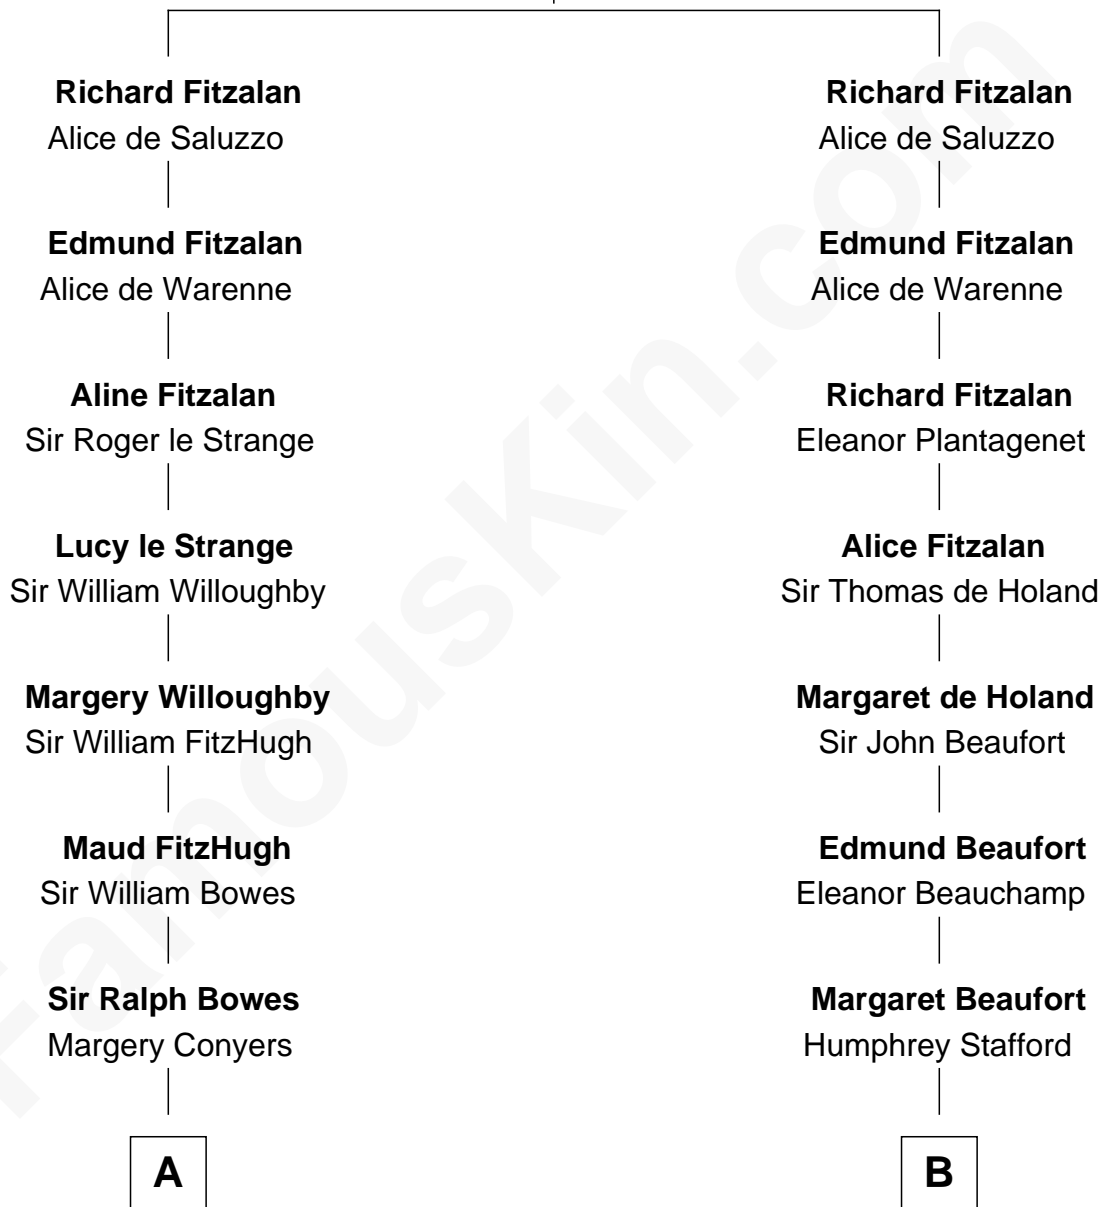 Richard Fitzalan
Alice de Saluzzo
Edmund Fitzalan
Alice de Warenne
Aline Fitzalan
Sir Roger le Strange
Lucy le Strange
Sir William Willoughby
Margery Willoughby
Sir William FitzHugh
Maud FitzHugh
Sir William Bowes
Sir Ralph Bowes
Margery Conyers
A
Richard Fitzalan
Alice de Saluzzo
Edmund Fitzalan
Alice de Warenne
Richard Fitzalan
Eleanor Plantagenet
Alice Fitzalan
Sir Thomas de Holand
Margaret de Holand
Sir John Beaufort
Edmund Beaufort
Eleanor Beauchamp
Margaret Beaufort
Humphrey Stafford
B
FamousKin.com